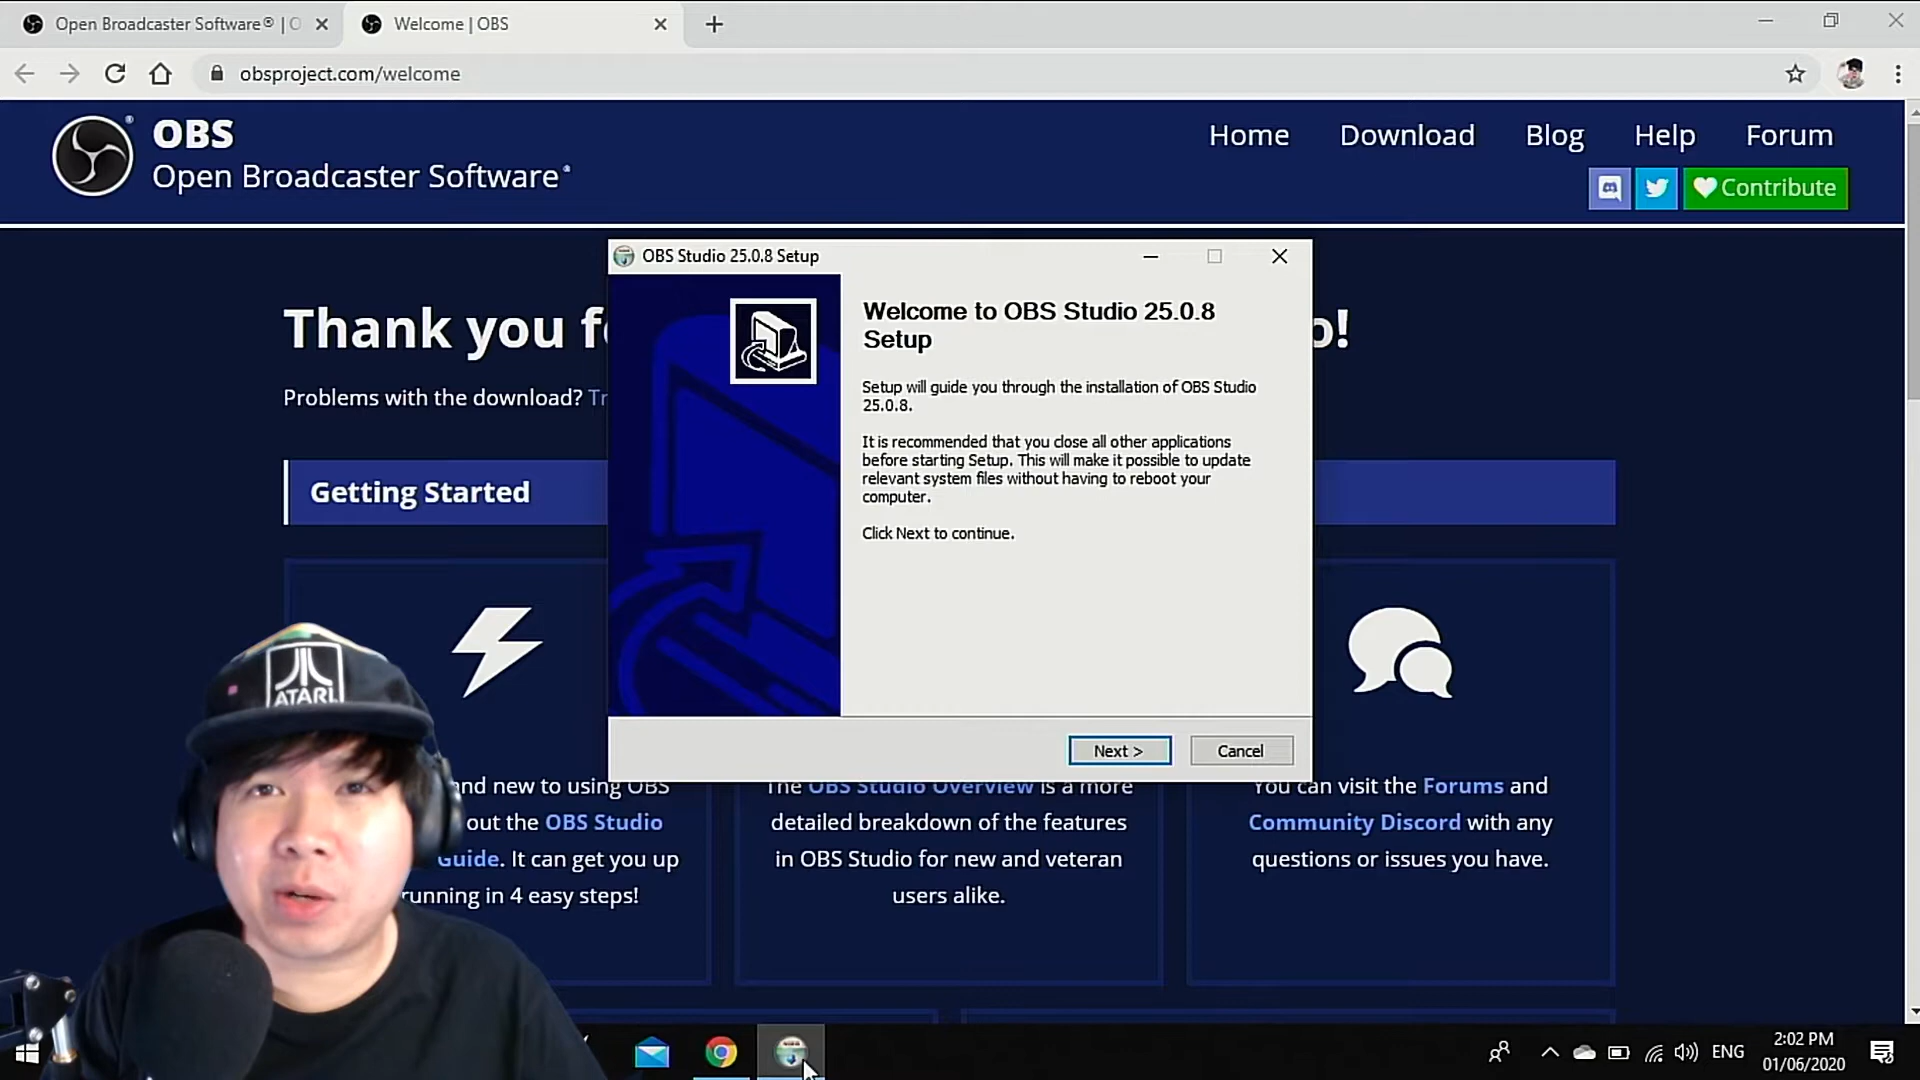 Open Broadcaster Software® | O
Welcome | OBS
obsproject.com/welcome
OBS
Open Broadcaster Software®
Home
Download
Blog
Help
Forum
Contribute
Thank you f
o!
Problems with the download? Tr
Getting Started
OBS Studio 25.0.8 Setup
Welcome to OBS Studio 25.0.8
Setup
Setup will guide you through the installation of OBS Studio
25.0.8.
It is recommended that you close all other applications
before starting Setup. This will make it possible to update
relevant system files without having to reboot your
computer.
Click Next to continue.
Next >
Cancel
ATARI
and new to using OBS
out the OBS Studio
Guide. It can get you up
running in 4 easy steps!
The OBS Studio Overview is a more
detailed breakdown of the features
in OBS Studio for new and veteran
users alike.
You can visit the Forums and
Community Discord with any
questions or issues you have.
ENG
2:02 PM
01/06/2020